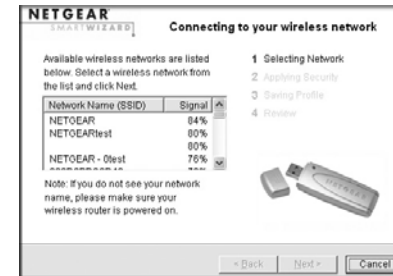 NETGEAR
SMARTWIZARD
Connecting to your wireless network
Available wireless networks are listed
below. Select a wireless network from
the list and click Next.
Network Name (SSID) Signal
NETGEAR 84%
NETGEARtest 80%
80%
NETGEAR - 0test 76%
Note: If you do not see your network
name, please make sure your
wireless router is powered on.
1 Selecting Network
2 Applying Security
3 Saving Profile
4 Review
NETGEAR
< Back
Next >
Cancel